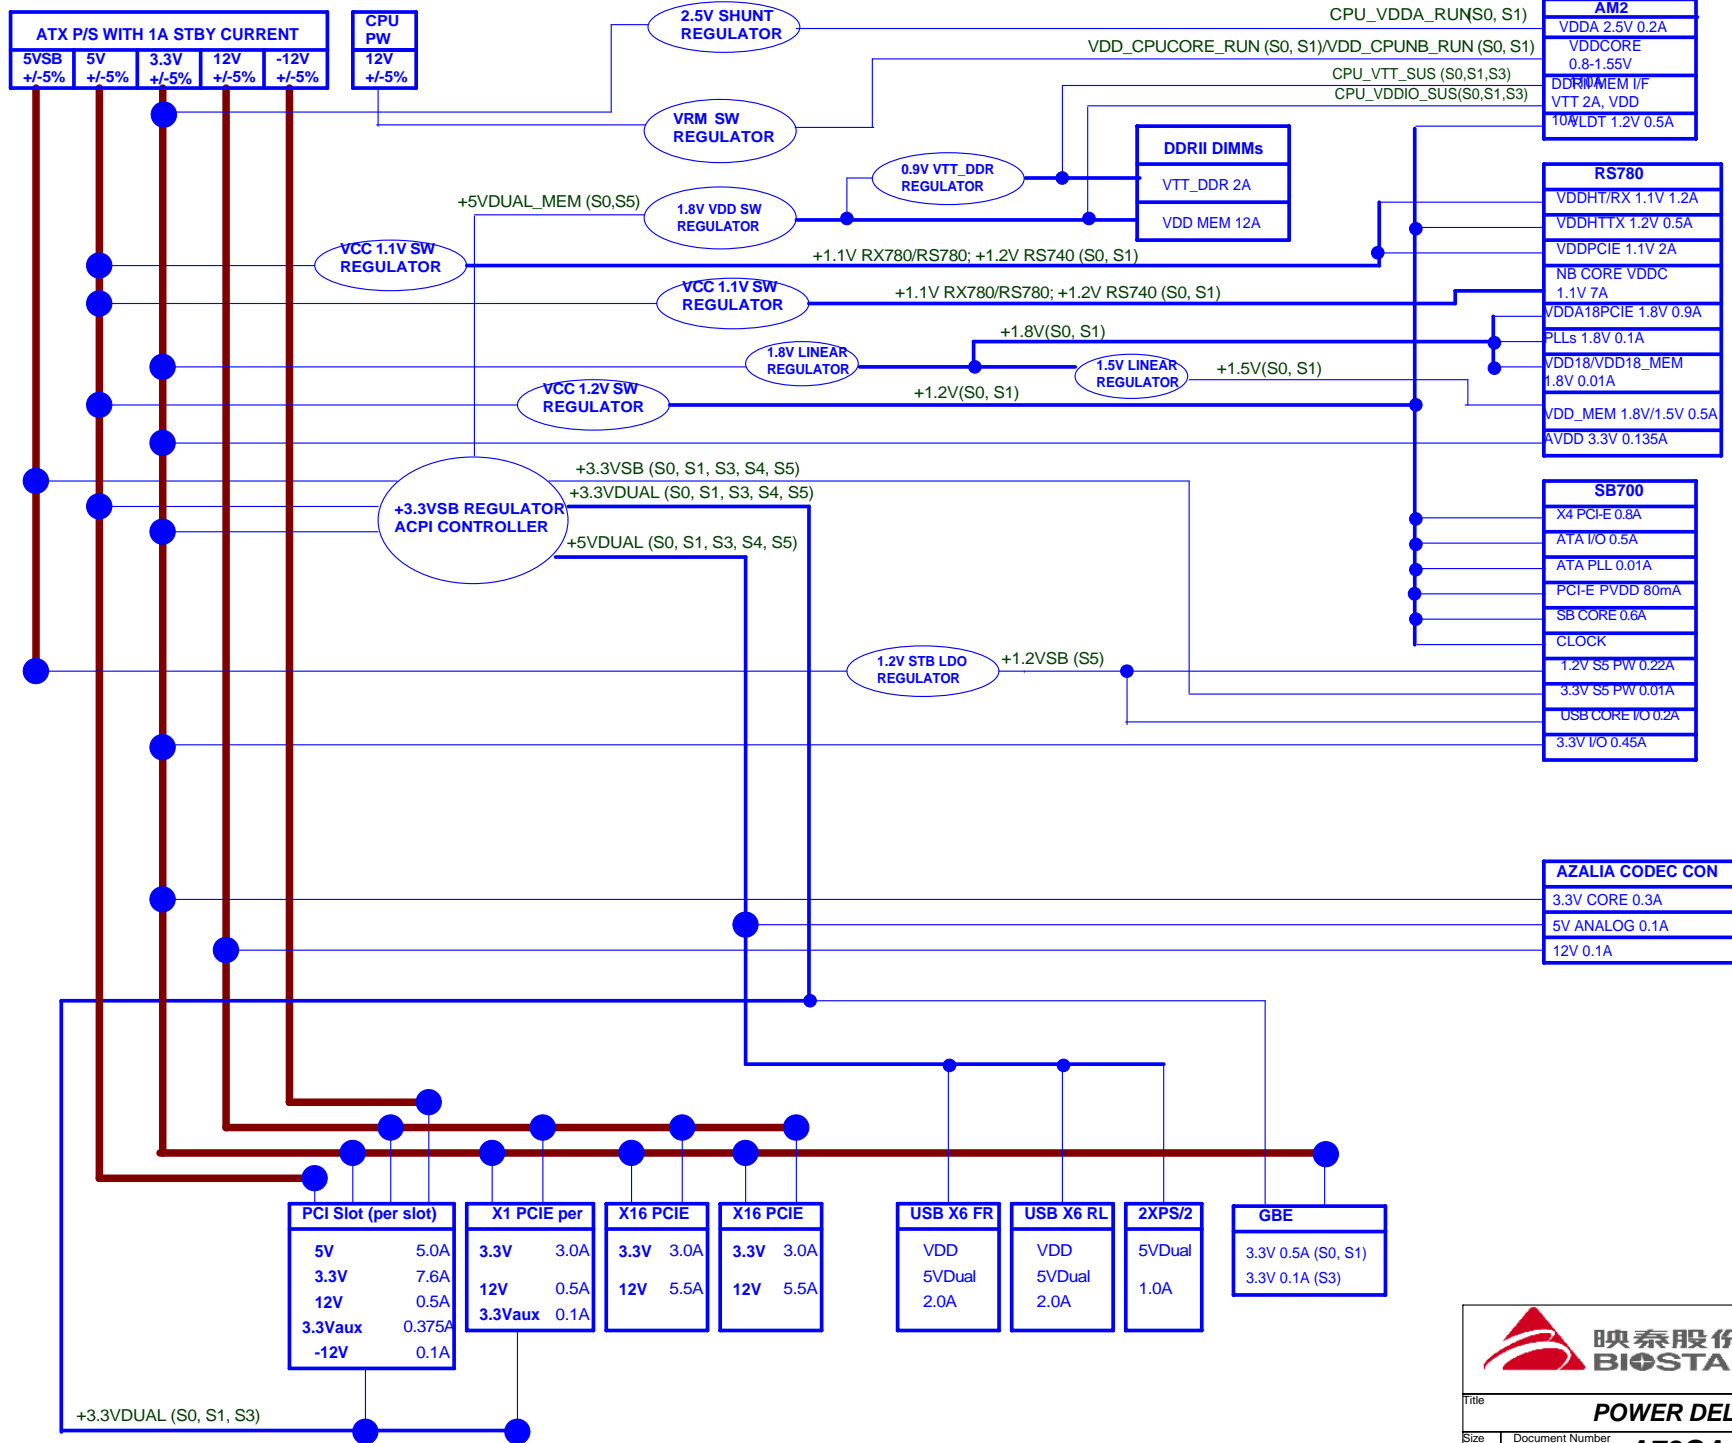 ATX P/S WITH 1A STBY CURRENT
5VSB
+/-5%
5V
+/-5%
3.3V
+/-5%
12V
+/-5%
-12V
+/-5%
CPU
PW
12V
+/-5%
2.5V SHUNT
REGULATOR
CPU_VDDA_RUN(S0, S1)
VDD_CPUCORE_RUN (S0, S1)/VDD_CPUNB_RUN (S0, S1)
CPU_VTT_SUS (S0,S1,S3)
CPU_VDDIO_SUS(S0,S1,S3)
AM2
VDDA 2.5V 0.2A
VDDCORE
0.8-1.55V
DDRII MEM I/F
VTT 2A, VDD
10A
VLDT 1.2V 0.5A
VRM SW
REGULATOR
DDRII DIMMs
VTT_DDR 2A
VDD MEM 12A
0.9V VTT_DDR
REGULATOR
+5VDUAL_MEM (S0,S5)
1.8V VDD SW
REGULATOR
VCC 1.1V SW
REGULATOR
+1.1V RX780/RS780; +1.2V RS740 (S0, S1)
VCC 1.1V SW
REGULATOR
+1.1V RX780/RS780; +1.2V RS740 (S0, S1)
RS780
VDDHT/RX 1.1V 1.2A
VDDHTTX 1.2V 0.5A
VDDPCIE 1.1V 2A
NB CORE VDDC
1.1V 7A
VDDA18PCIE 1.8V 0.9A
PLLs 1.8V 0.1A
VDD18/VDD18_MEM
1.8V 0.01A
VDD_MEM 1.8V/1.5V 0.5A
AVDD 3.3V 0.135A
+1.8V(S0, S1)
1.8V LINEAR
REGULATOR
1.5V LINEAR
REGULATOR
+1.5V(S0, S1)
VCC 1.2V SW
REGULATOR
+1.2V(S0, S1)
+3.3VSB REGULATOR
ACPI CONTROLLER
+3.3VSB (S0, S1, S3, S4, S5)
+3.3VDUAL (S0, S1, S3, S4, S5)
+5VDUAL (S0, S1, S3, S4, S5)
SB700
X4 PCI-E 0.8A
ATA I/O 0.5A
ATA PLL 0.01A
PCI-E PVDD 80mA
SB CORE 0.6A
CLOCK
1.2V S5 PW 0.22A
3.3V S5 PW 0.01A
USB CORE I/O 0.2A
3.3V I/O 0.45A
1.2V STB LDO
REGULATOR
+1.2VSB (S5)
AZALIA CODEC CON
3.3V CORE 0.3A
5V ANALOG 0.1A
12V 0.1A
PCI Slot (per slot)
5V 5.0A
3.3V 7.6A
12V 0.5A
3.3Vaux 0.375A
-12V 0.1A
X1 PCIE per
3.3V 3.0A
12V 0.5A
3.3Vaux 0.1A
X16 PCIE
3.3V 3.0A
12V 5.5A
X16 PCIE
3.3V 3.0A
12V 5.5A
USB X6 FR
VDD
5VDual
2.0A
USB X6 RL
VDD
5VDual
2.0A
2XPS/2
5VDual
1.0A
GBE
3.3V 0.5A (S0, S1)
3.3V 0.1A (S3)
+3.3VDUAL (S0, S1, S3)
映泰股份
BIOSTA
Title
POWER DEL
Size
Document Number